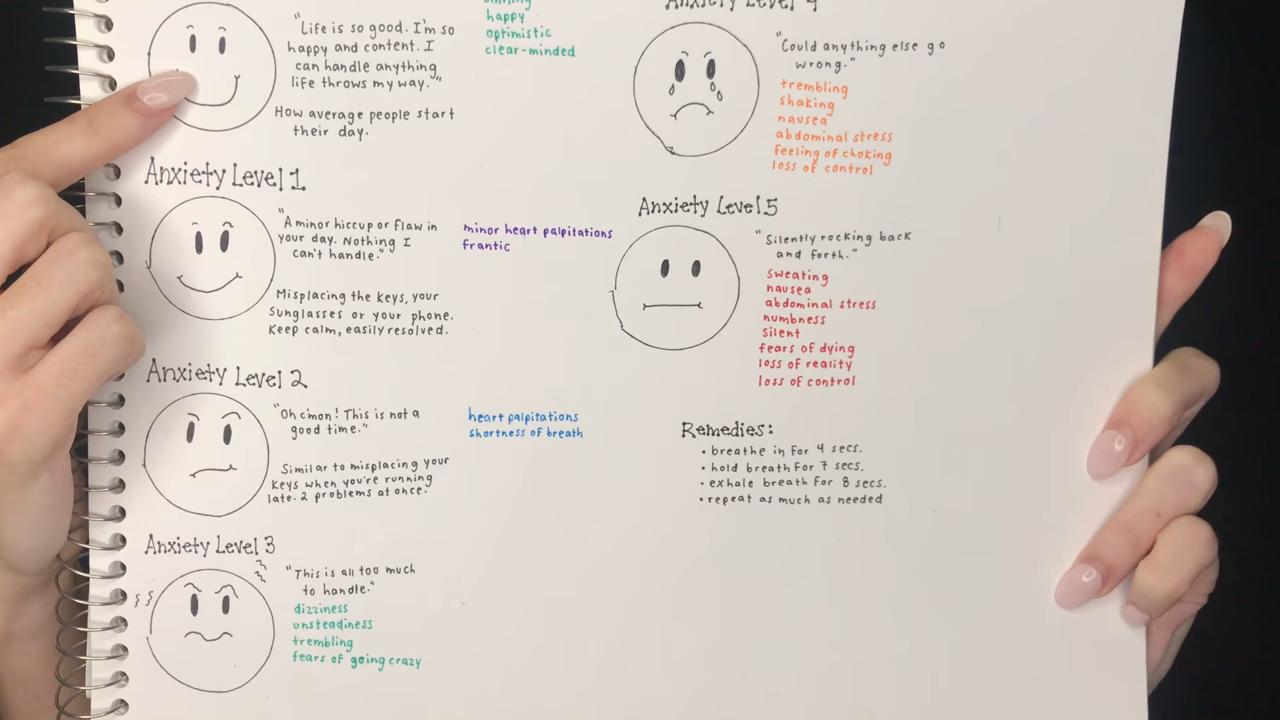 "Life is so good. I'm so
happy and content. I
can handle anything
life throws my way."
How average people start
their day.
happy
optimistic
clear-minded
Anxiety Level 1
"A minor hiccup or flaw in
your day. Nothing I
can't handle."
Misplacing the keys, your
sunglasses or your phone.
Keep calm, easily resolved.
minor heart palpitations
frantic
Anxiety Level 2
"Oh c'mon! This is not a
good time."
Similar to misplacing your
keys when you're running
late. 2 problems at once.
heart palpitations
shortness of breath
Anxiety Level 3
"This is all too much
to handle."
dizziness
unsteadiness
trembling
fears of going crazy
Anxiety Level 4
"Could anything else go
wrong."
trembling
shaking
nausea
abdominal stress
feeling of choking
loss of control
Anxiety Level 5
"Silently rocking back
and forth."
sweating
nausea
abdominal stress
numbness
silent
fears of dying
loss of reality
loss of control
Remedies:
• breathe in for 4 secs.
• hold breath for 7 secs.
• exhale breath for 8 secs.
• repeat as much as needed